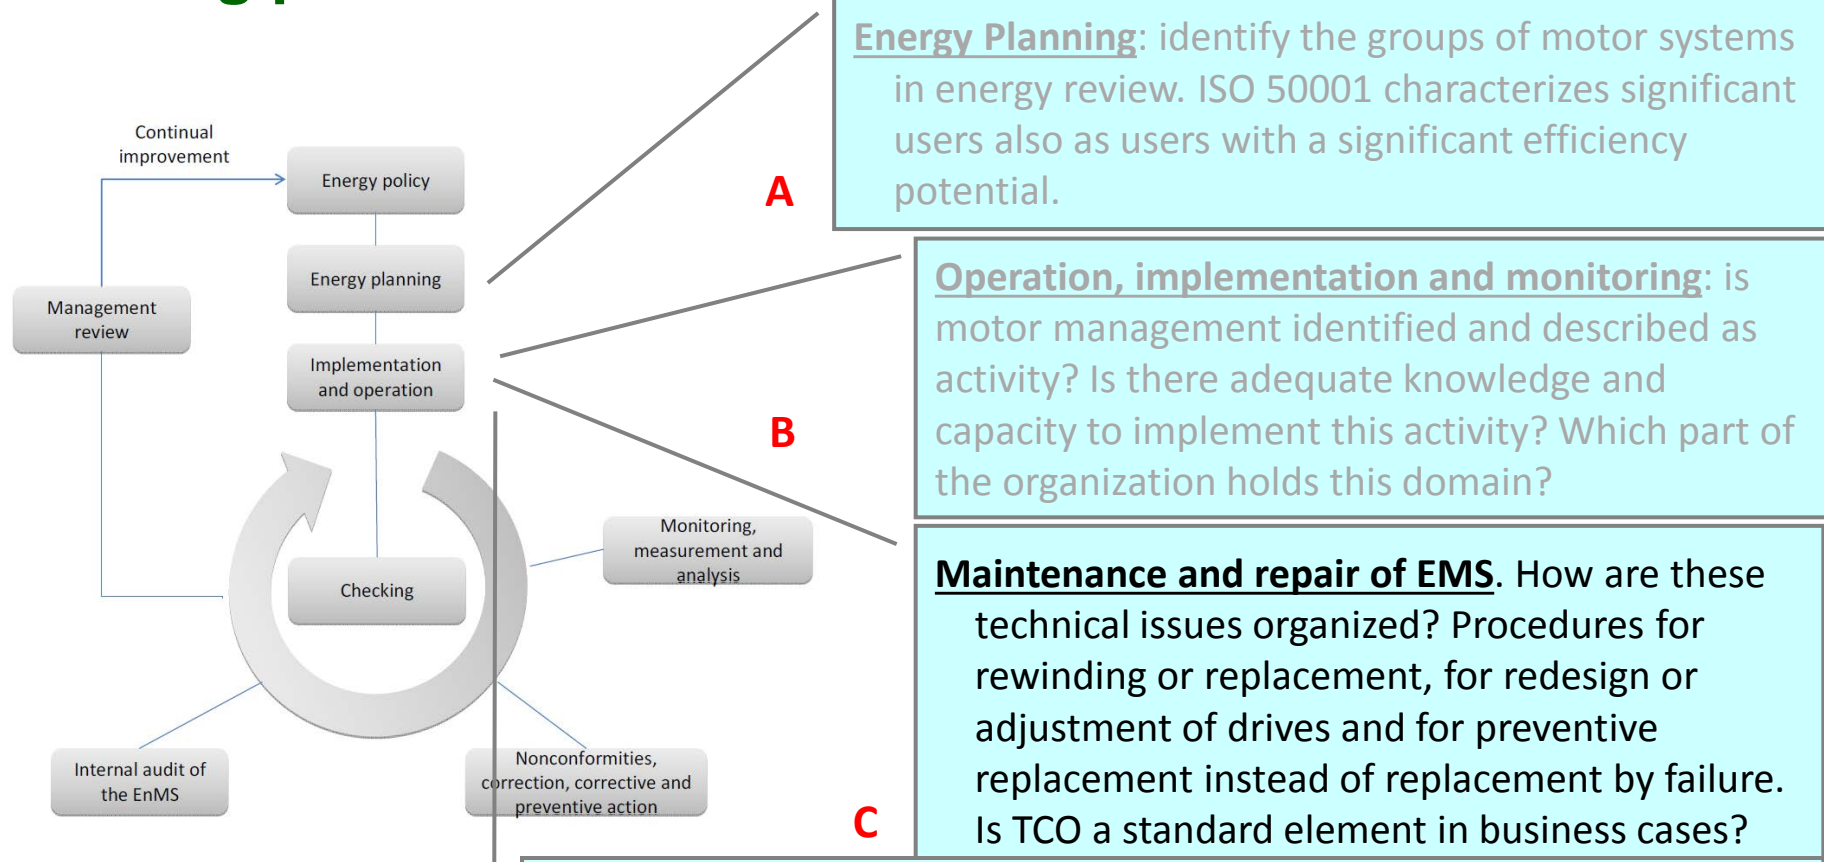 Continual
improvement
Energy policy
Energy planning
Management
review
Implementation
and operation
Checking
Monitoring,
measurement and
analysis
Internal audit of
the EnMS
Nonconformities,
correction, corrective and
preventive action
A
Energy Planning: identify the groups of motor systems
in energy review. ISO 50001 characterizes significant
users also as users with a significant efficiency
potential.
B
Operation, implementation and monitoring: is
motor management identified and described as
activity? Is there adequate knowledge and
capacity to implement this activity? Which part of
the organization holds this domain?
C
Maintenance and repair of EMS. How are these
technical issues organized? Procedures for
rewinding or replacement, for redesign or
adjustment of drives and for preventive
replacement instead of replacement by failure.
Is TCO a standard element in business cases?